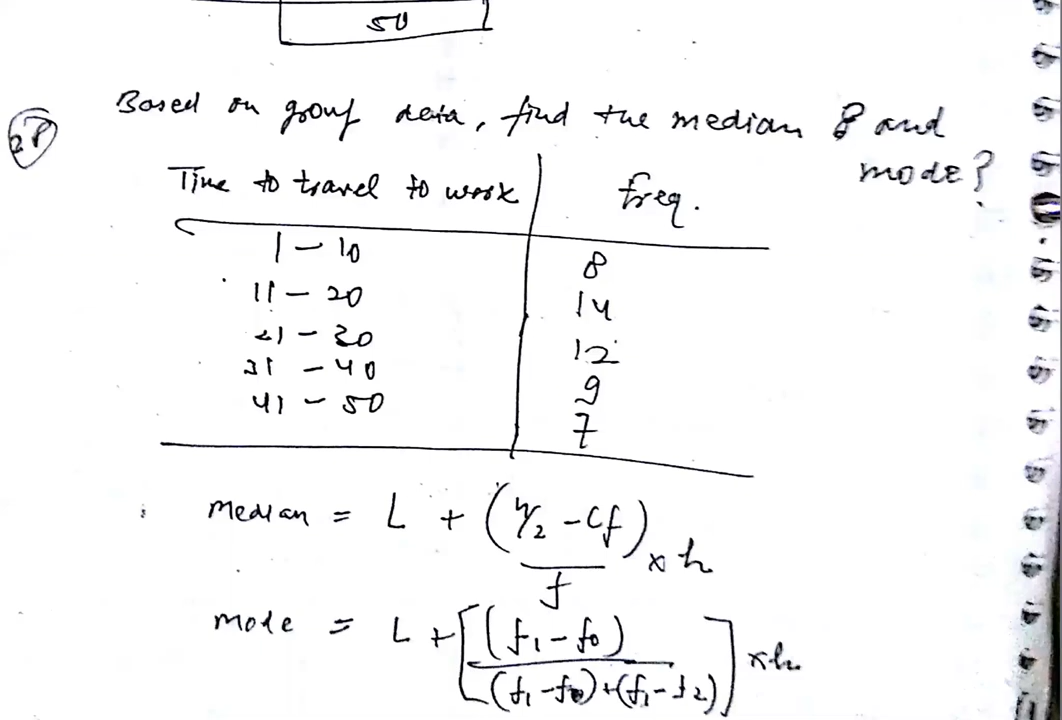 50
28 Based on grouf data, find the median & and mode?
Time to travel to work freq.
1 - 10 8
11 - 20 14
21 - 30 12
31 - 40 9
41 - 50 7
median = L + (n/2 - cf)/f × h
mode = L + [(f1 - f0)/((f1 - f0) + (f1 - f2))] × h